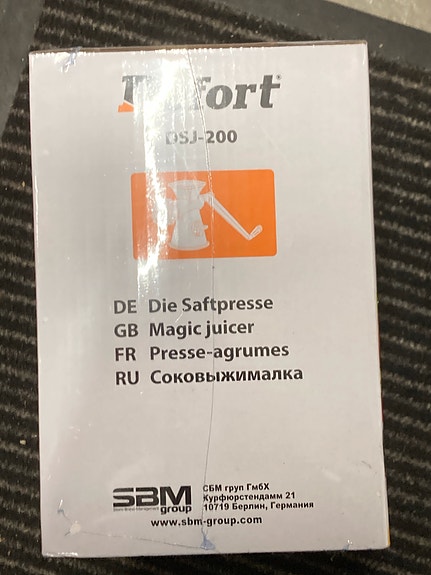 DSJ-200
DE Die Saftpresse
GB Magic juicer
FR Presse-agrumes
RU Соковыжималка
SBM group
СБМ груп ГмбХ
Курфюрстендамм 21
10719 Берлин, Германия
www.sbm-group.com